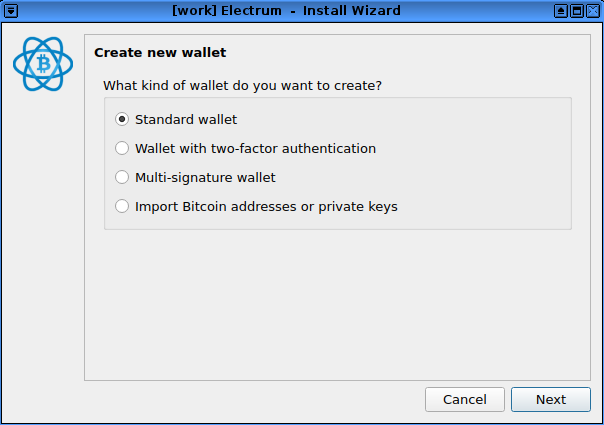 [work] Electrum - Install Wizard
Create new wallet
What kind of wallet do you want to create?
Standard wallet
Wallet with two-factor authentication
Multi-signature wallet
Import Bitcoin addresses or private keys
Cancel Next